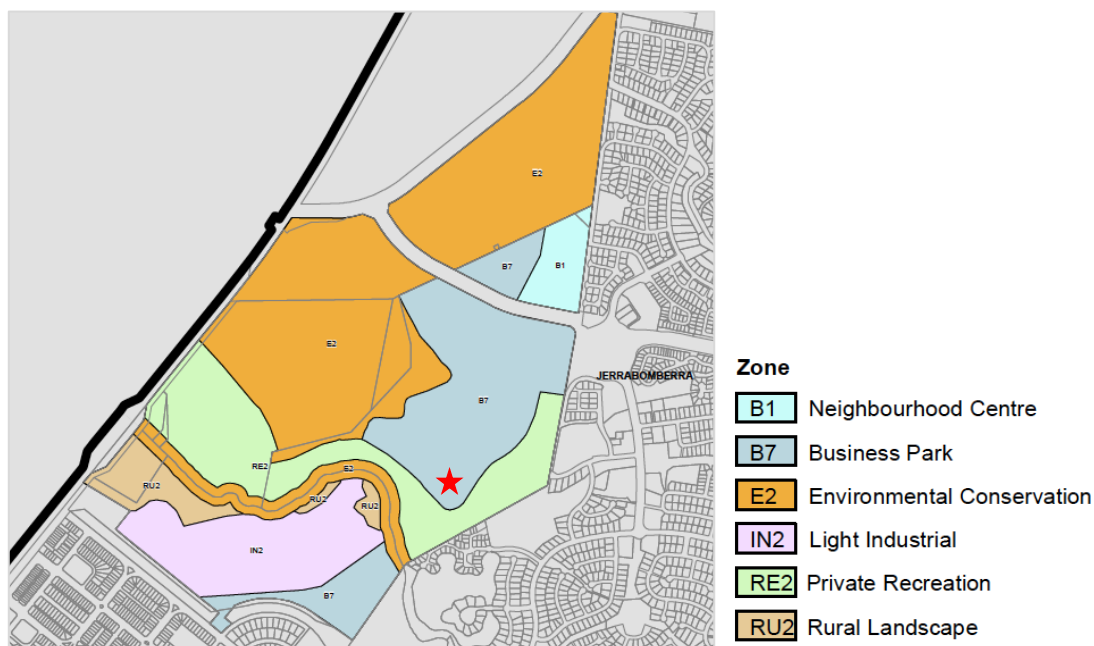 E2
B7
B1
E2
JERRABOMBERRA
B7
RE2
E2
RU2
RU2
RU2
IN2
B7
Zone
B1 Neighbourhood Centre
B7 Business Park
E2 Environmental Conservation
IN2 Light Industrial
RE2 Private Recreation
RU2 Rural Landscape